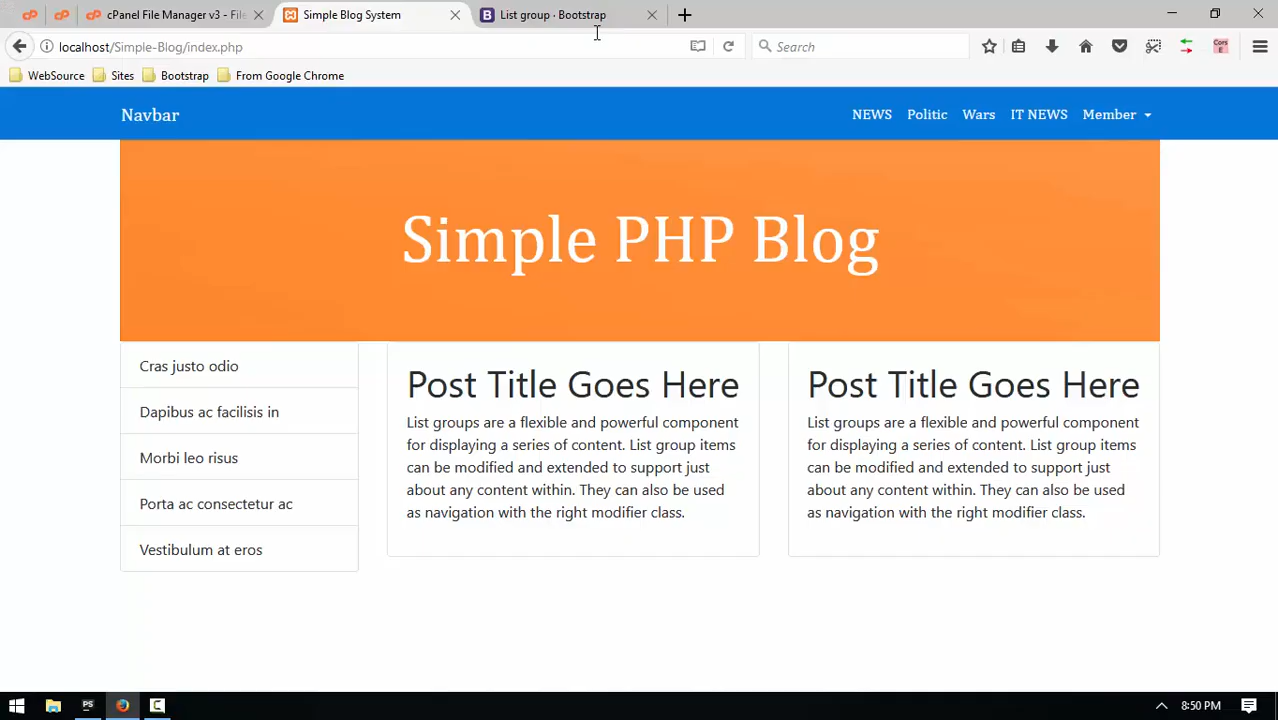 cPanel File Manager v3 - File
Simple Blog System
List group · Bootstrap
localhost/Simple-Blog/index.php
Search
WebSource
Sites
Bootstrap
From Google Chrome
Navbar
NEWS
Politic
Wars
IT NEWS
Member
Simple PHP Blog
Cras justo odio
Dapibus ac facilisis in
Morbi leo risus
Porta ac consectetur ac
Vestibulum at eros
Post Title Goes Here
List groups are a flexible and powerful component
for displaying a series of content. List group items
can be modified and extended to support just
about any content within. They can also be used
as navigation with the right modifier class.
Post Title Goes Here
List groups are a flexible and powerful component
for displaying a series of content. List group items
can be modified and extended to support just
about any content within. They can also be used
as navigation with the right modifier class.
8:50 PM